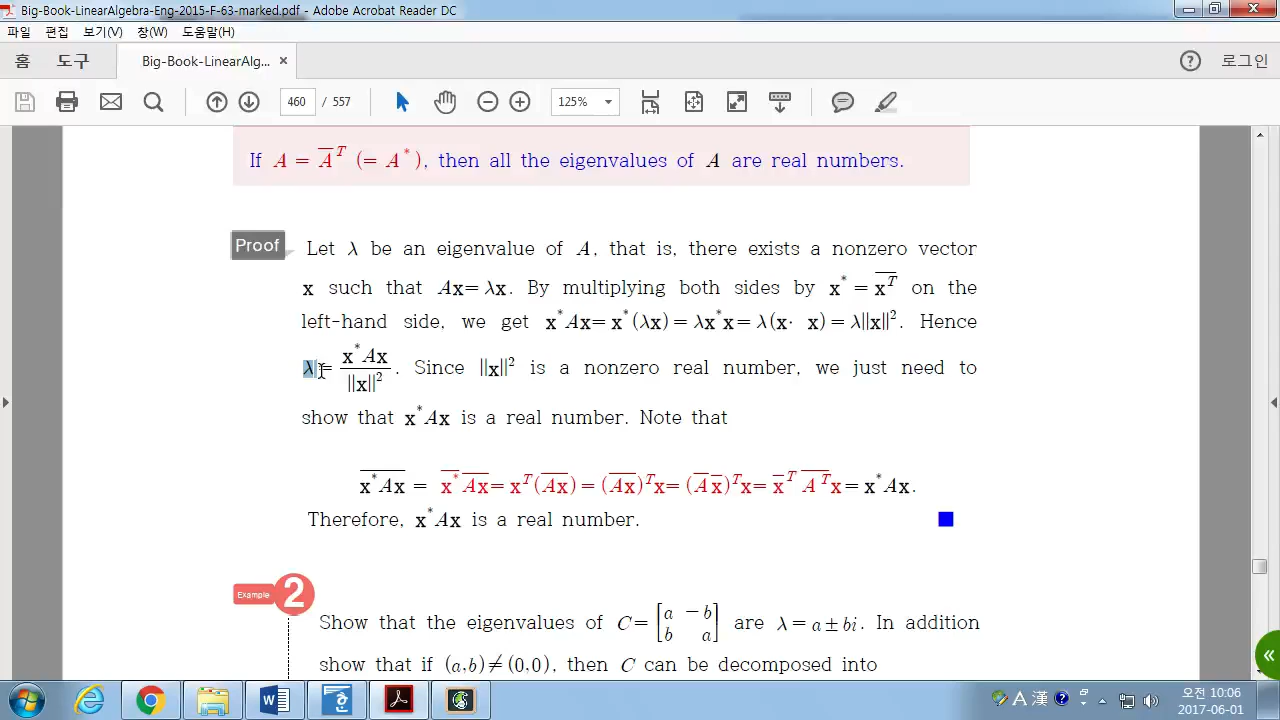 Big-Book-LinearAlgebra-Eng-2015-F-63-marked.pdf - Adobe Acrobat Reader DC
파일 편집 보기(V) 창(W) 도움말(H)
홈 도구 Big-Book-LinearAlg... × ? 로그인
460 / 557 125%
If A = A̅ᵀ (= A*), then all the eigenvalues of A are real numbers.
Proof Let λ be an eigenvalue of A, that is, there exists a nonzero vector
x such that Ax = λx. By multiplying both sides by x* = x̅ᵀ on the
left-hand side, we get x*Ax = x*(λx) = λx*x = λ(x· x) = λ||x||². Hence
λ = x*Ax / ||x||². Since ||x||² is a nonzero real number, we just need to
show that x*Ax is a real number. Note that
\overline{x*Ax} = \overline{x*} \overline{Ax} = xᵀ(\overline{Ax}) = (\overline{Ax})ᵀx = (A̅ x̅)ᵀx = x̅ᵀ \overline{A}ᵀx = x*Ax.
Therefore, x*Ax is a real number. ■
Example 2
Show that the eigenvalues of C = [a −b; b a] are λ = a ± bi. In addition
show that if (a,b) ≠ (0,0), then C can be decomposed into
A 漢 ? 오전 10:06
2017-06-01